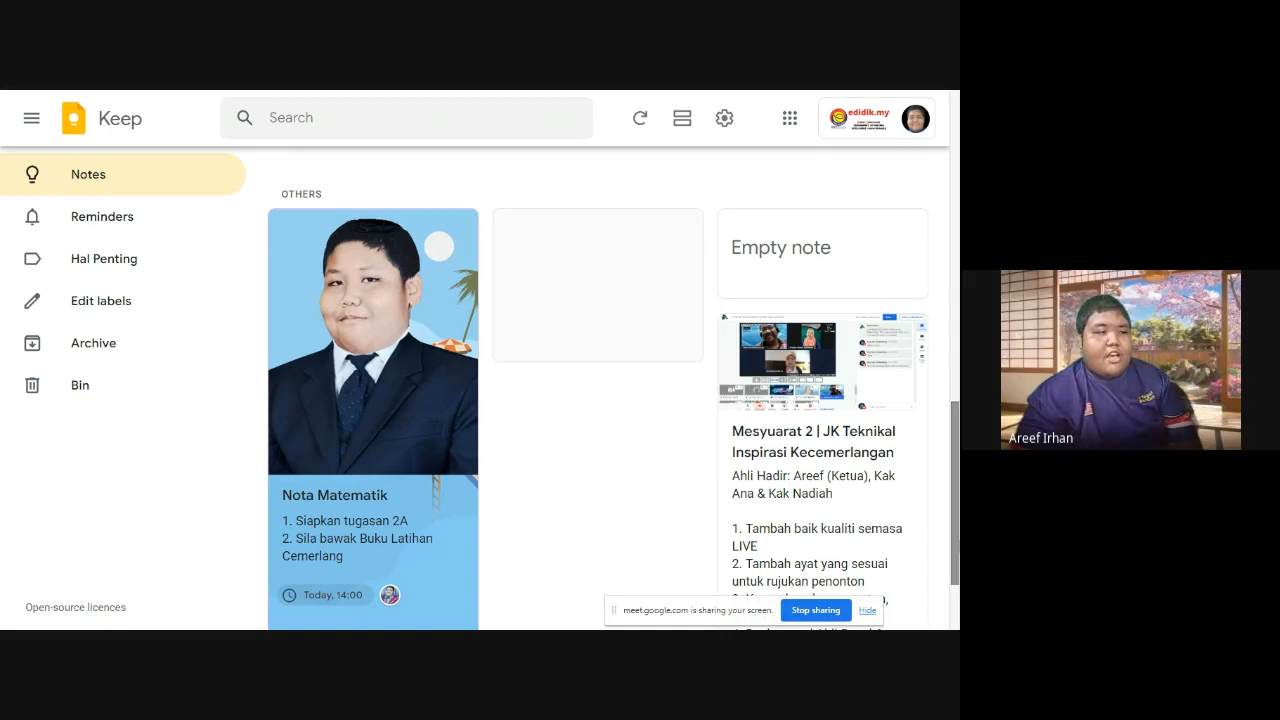 Keep
Search
edidik.my
Notes
Reminders
Hal Penting
Edit labels
Archive
Bin
Open-source licences
OTHERS
Nota Matematik
1. Siapkan tugasan 2A
2. Sila bawak Buku Latihan
Cemerlang
Today, 14:00
Empty note
Mesyuarat 2 | JK Teknikal
Inspirasi Kecemerlangan
Ahli Hadir: Areef (Ketua), Kak
Ana & Kak Nadiah
1. Tambah baik kualiti semasa
LIVE
2. Tambah ayat yang sesuai
untuk rujukan penonton
meet.google.com is sharing your screen.
Stop sharing
Hide
Areef Irhan